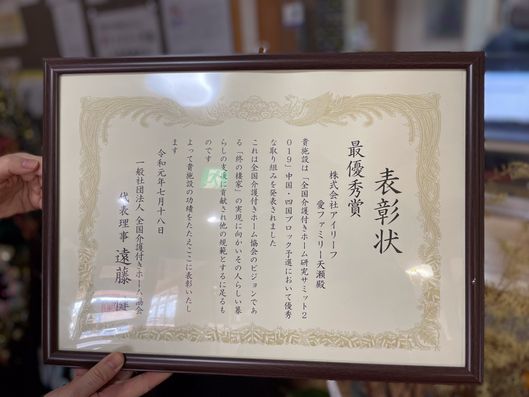 表彰状
最優秀賞
株式会社アイリーフ
愛ファミリー天瀬殿
貴施設は「全国介護付きホーム研究サミット2
019」中国・四国ブロック予選において優秀
な取り組みを発表されました
これは全国介護付きホーム協会のビジョンであ
る「終の棲家」の実現に向かいその人らしい暮
らしの支援に貢献され他の規範とするに足るも
のです
よって貴施設の功績をたたえここに表彰いたし
ます
令和元年七月十八日
一般社団法人 全国介護付きホーム協会
代表理事 遠藤 健